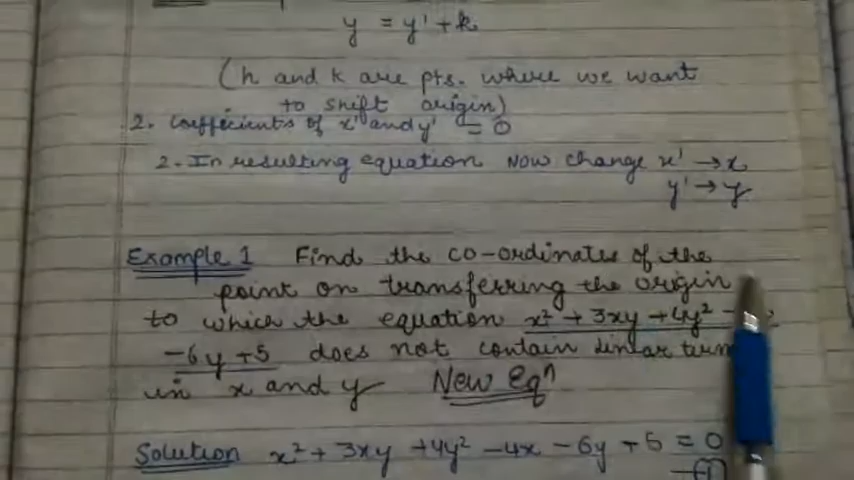 y = y' + k
(h and k are pts. where we want
to shift origin)
2. Coefficients of x' and y' = 0
2. In resulting equation Now change x' → x
y' → y
Example 1 Find the co-ordinates of the
point on transferring the origin
to which the equation x² + 3xy + 4y² -
-6y +5 does not contain linear term
in x and y New Eqⁿ
Solution x² + 3xy + 4y² - 4x - 6y + 5 = 0
—①